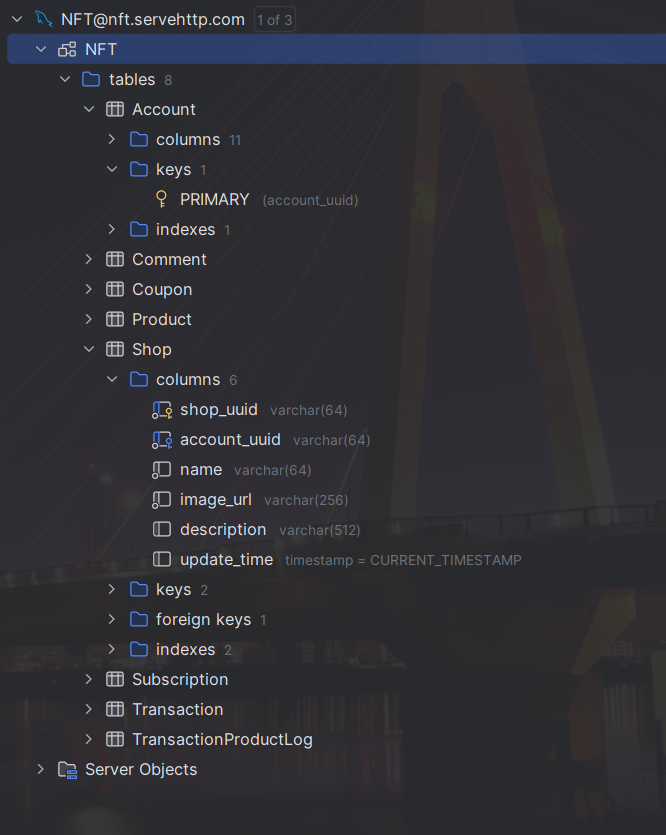 NFT@nft.servehttp.com 1 of 3
NFT
tables 8
Account
columns 11
keys 1
PRIMARY (account_uuid)
indexes 1
Comment
Coupon
Product
Shop
columns 6
shop_uuid varchar(64)
account_uuid varchar(64)
name varchar(64)
image_url varchar(256)
description varchar(512)
update_time timestamp = CURRENT_TIMESTAMP
keys 2
foreign keys 1
indexes 2
Subscription
Transaction
TransactionProductLog
Server Objects